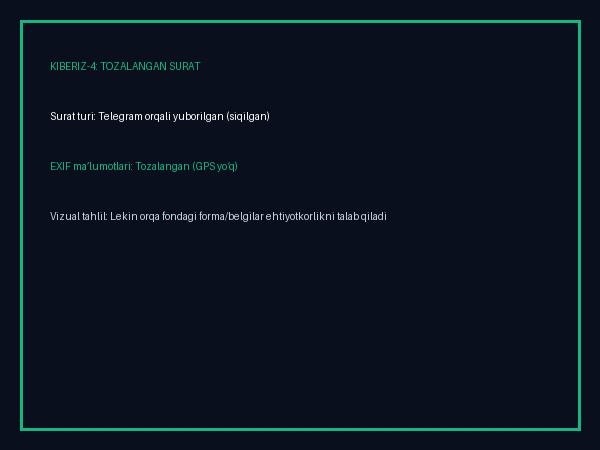 KIBERIZ-4: TOZALANGAN SURAT
Surat turi: Telegram orqali yuborilgan (siqilgan)
EXIF ma’lumotlari: Tozalangan (GPS yo‘q)
Vizual tahlil: Lekin orqa fondagi forma/belgilar ehtiyotkorlikni talab qiladi